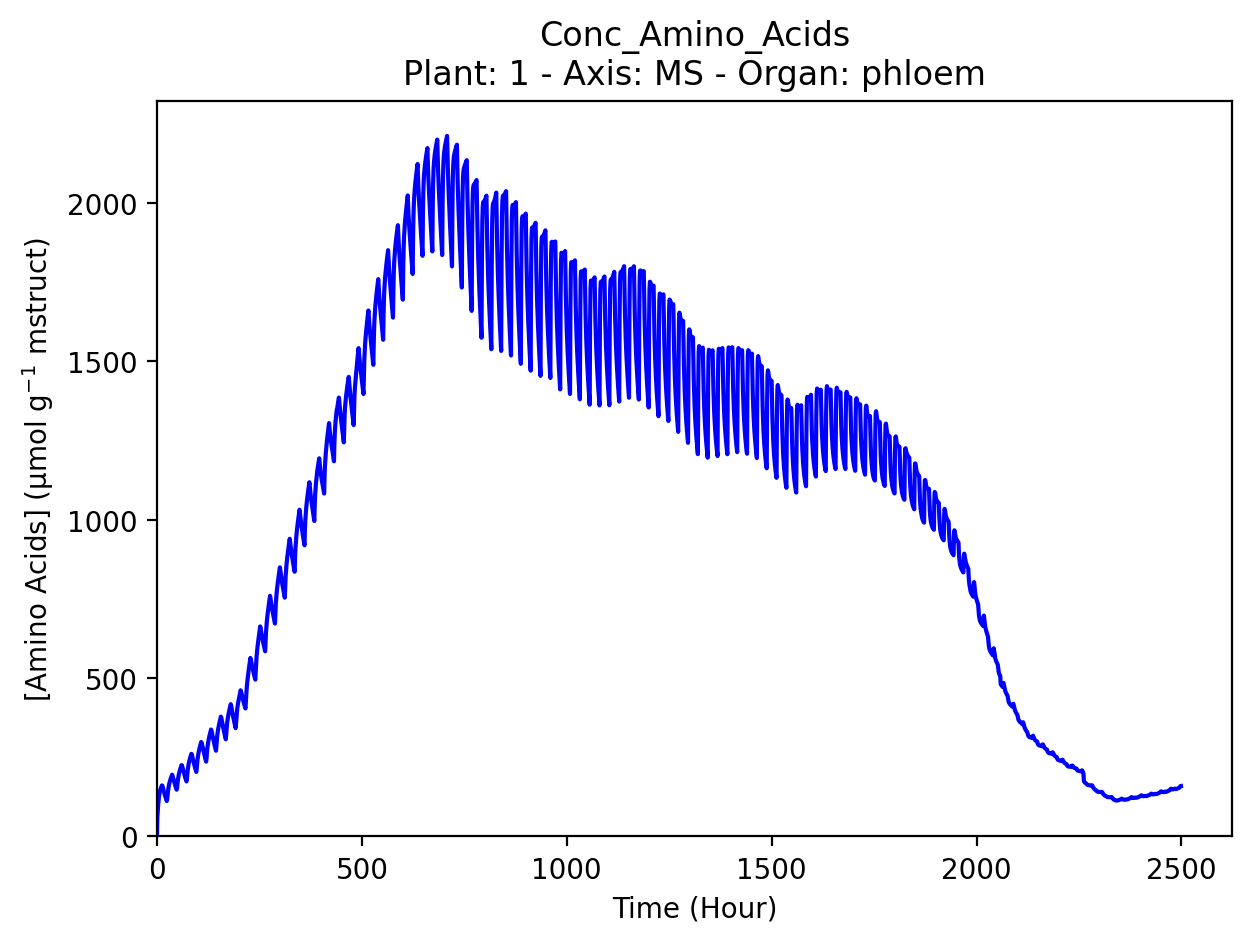 Conc_Amino_Acids
Plant: 1 - Axis: MS - Organ: phloem
[Amino Acids] (µmol g⁻¹ mstruct)
2000
1500
1000
500
0
0 500 1000 1500 2000 2500
Time (Hour)